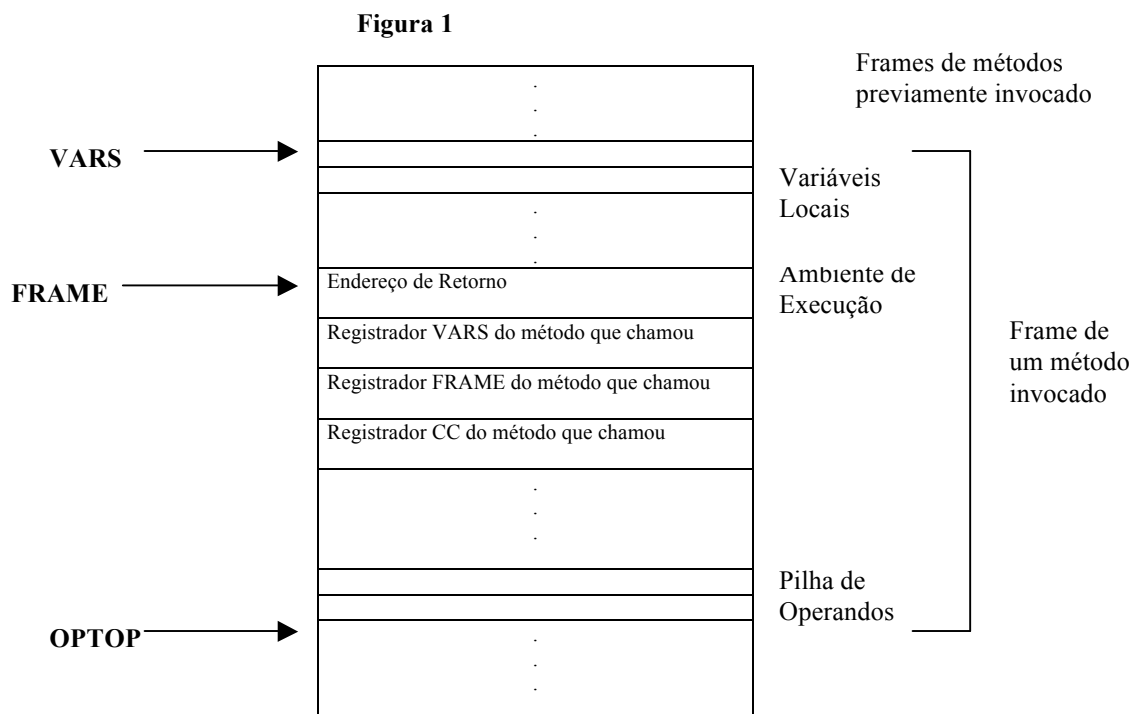 Figura 1
Frames de métodos
previamente invocado
VARS
Variáveis
Locais
FRAME
Endereço de Retorno
Ambiente de
Execução
Registrador VARS do método que chamou
Frame de
um método
invocado
Registrador FRAME do método que chamou
Registrador CC do método que chamou
Pilha de
Operandos
OPTOP